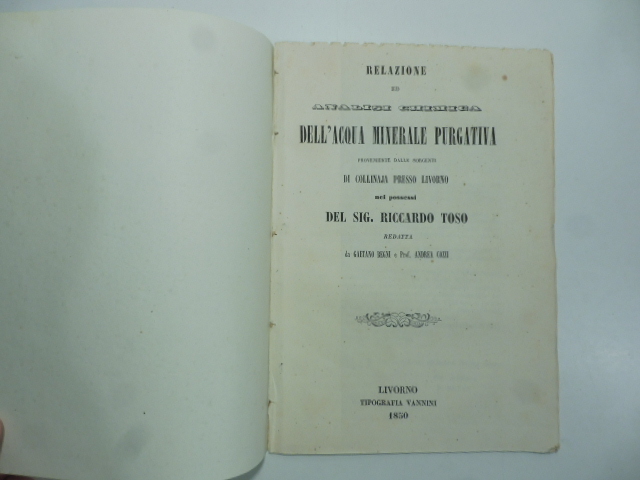 RELAZIONE
ED
ANALISI CHIMICA
DELL'ACQUA MINERALE PURGATIVA
PROVENIENTE DALLE SORGENTI
DI COLLINAJA PRESSO LIVORNO
nei possessi
DEL SIG. RICCARDO TOSO
REDATTA
da GAETANO REGNI e Prof. ANDREA COZZI
LIVORNO
TIPOGRAFIA VANNINI
1850